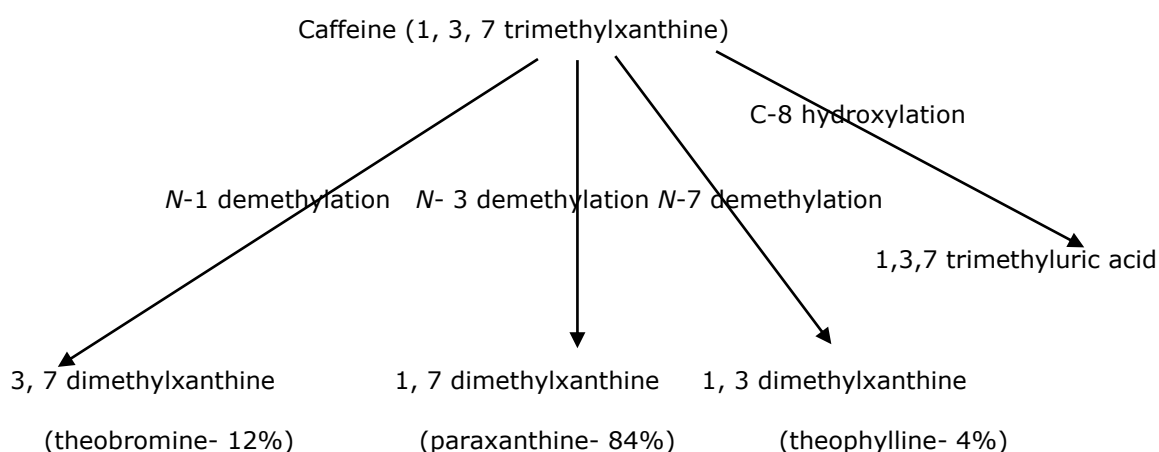 Caffeine (1, 3, 7 trimethylxanthine)
C-8 hydroxylation
N-1 demethylation
N- 3 demethylation
N-7 demethylation
1,3,7 trimethyluric acid
3, 7 dimethylxanthine
1, 7 dimethylxanthine
1, 3 dimethylxanthine
(theobromine- 12%)
(paraxanthine- 84%)
(theophylline- 4%)